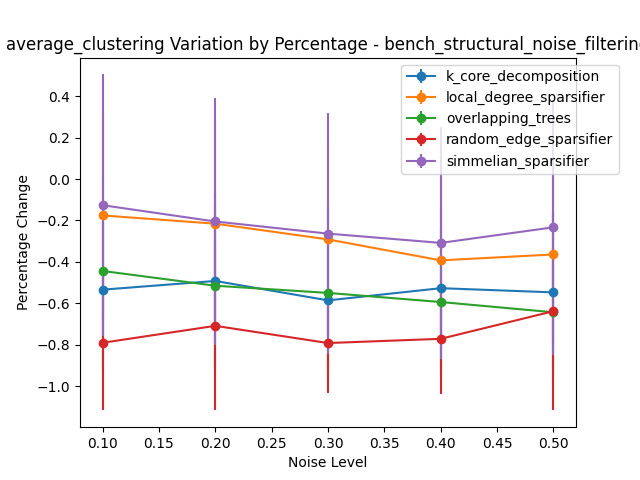 average_clustering Variation by Percentage - bench_structural_noise_filtering
k_core_decomposition
local_degree_sparsifier
overlapping_trees
random_edge_sparsifier
simmelian_sparsifier
Percentage Change
0.4
0.2
0.0
−0.2
−0.4
−0.6
−0.8
−1.0
0.10 0.15 0.20 0.25 0.30 0.35 0.40 0.45 0.50
Noise Level